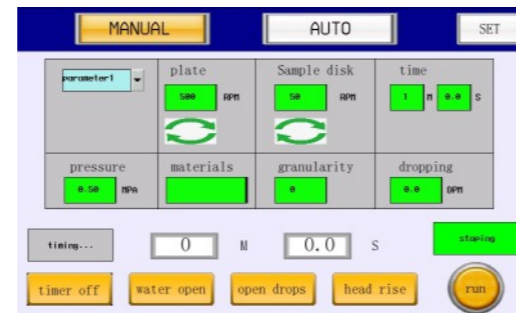 MANUAL AUTO SET
parameter1
plate
500 RPM
Sample disk
50 RPM
time
1 M 0.0 S
pressure
0.50 MPA
materials
granularity
0
dropping
0.0 DPM
timing... 0 M 0.0 S stoping
timer off water open open drops head rise run